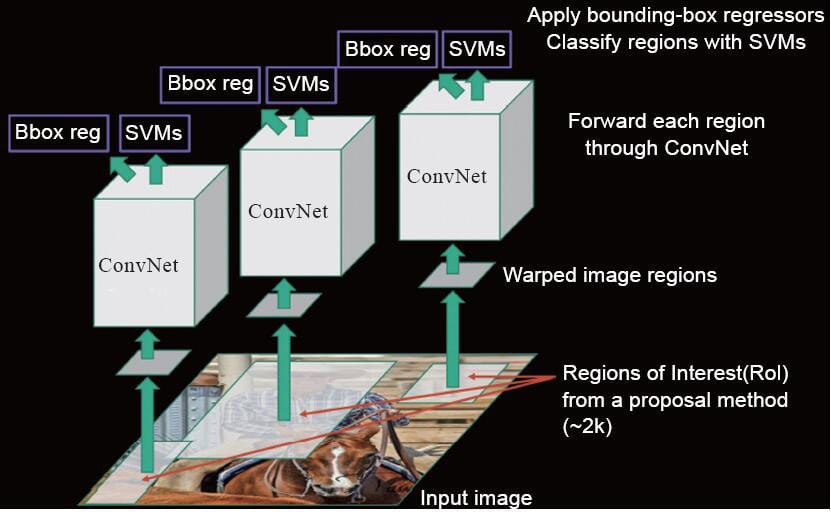 Apply bounding-box regressors
Classify regions with SVMs
Bbox reg
SVMs
Bbox reg
SVMs
Bbox reg
SVMs
Forward each region
through ConvNet
ConvNet
ConvNet
ConvNet
Warped image regions
Regions of Interest(RoI)
from a proposal method
(~2k)
Input image